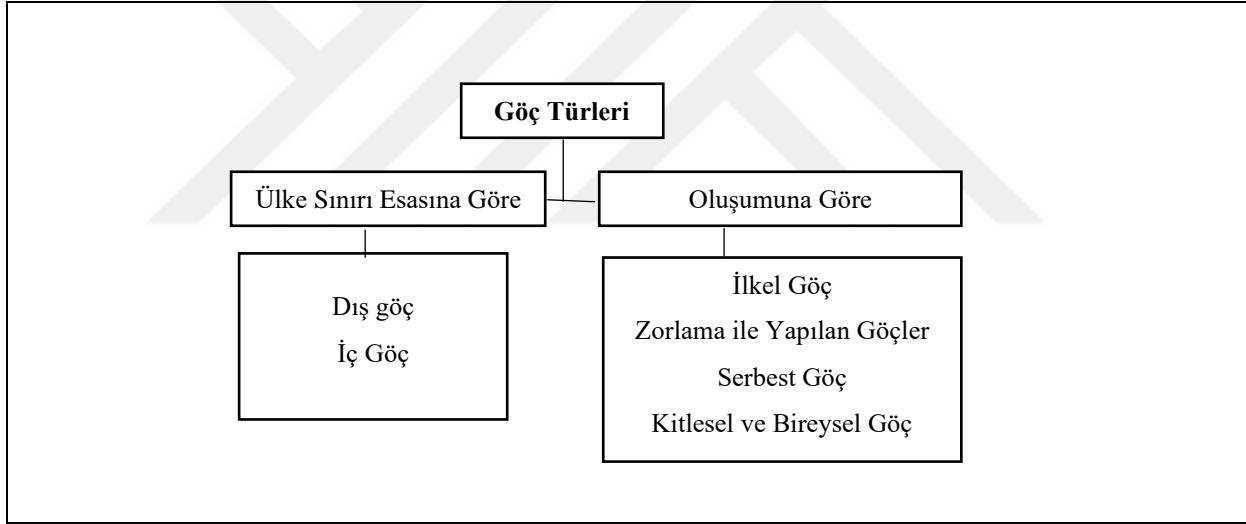 Göç Türleri
Ülke Sınırı Esasına Göre
Oluşumuna Göre
Dış göç
İç Göç
İlkel Göç
Zorlama ile Yapılan Göçler
Serbest Göç
Kitlesel ve Bireysel Göç